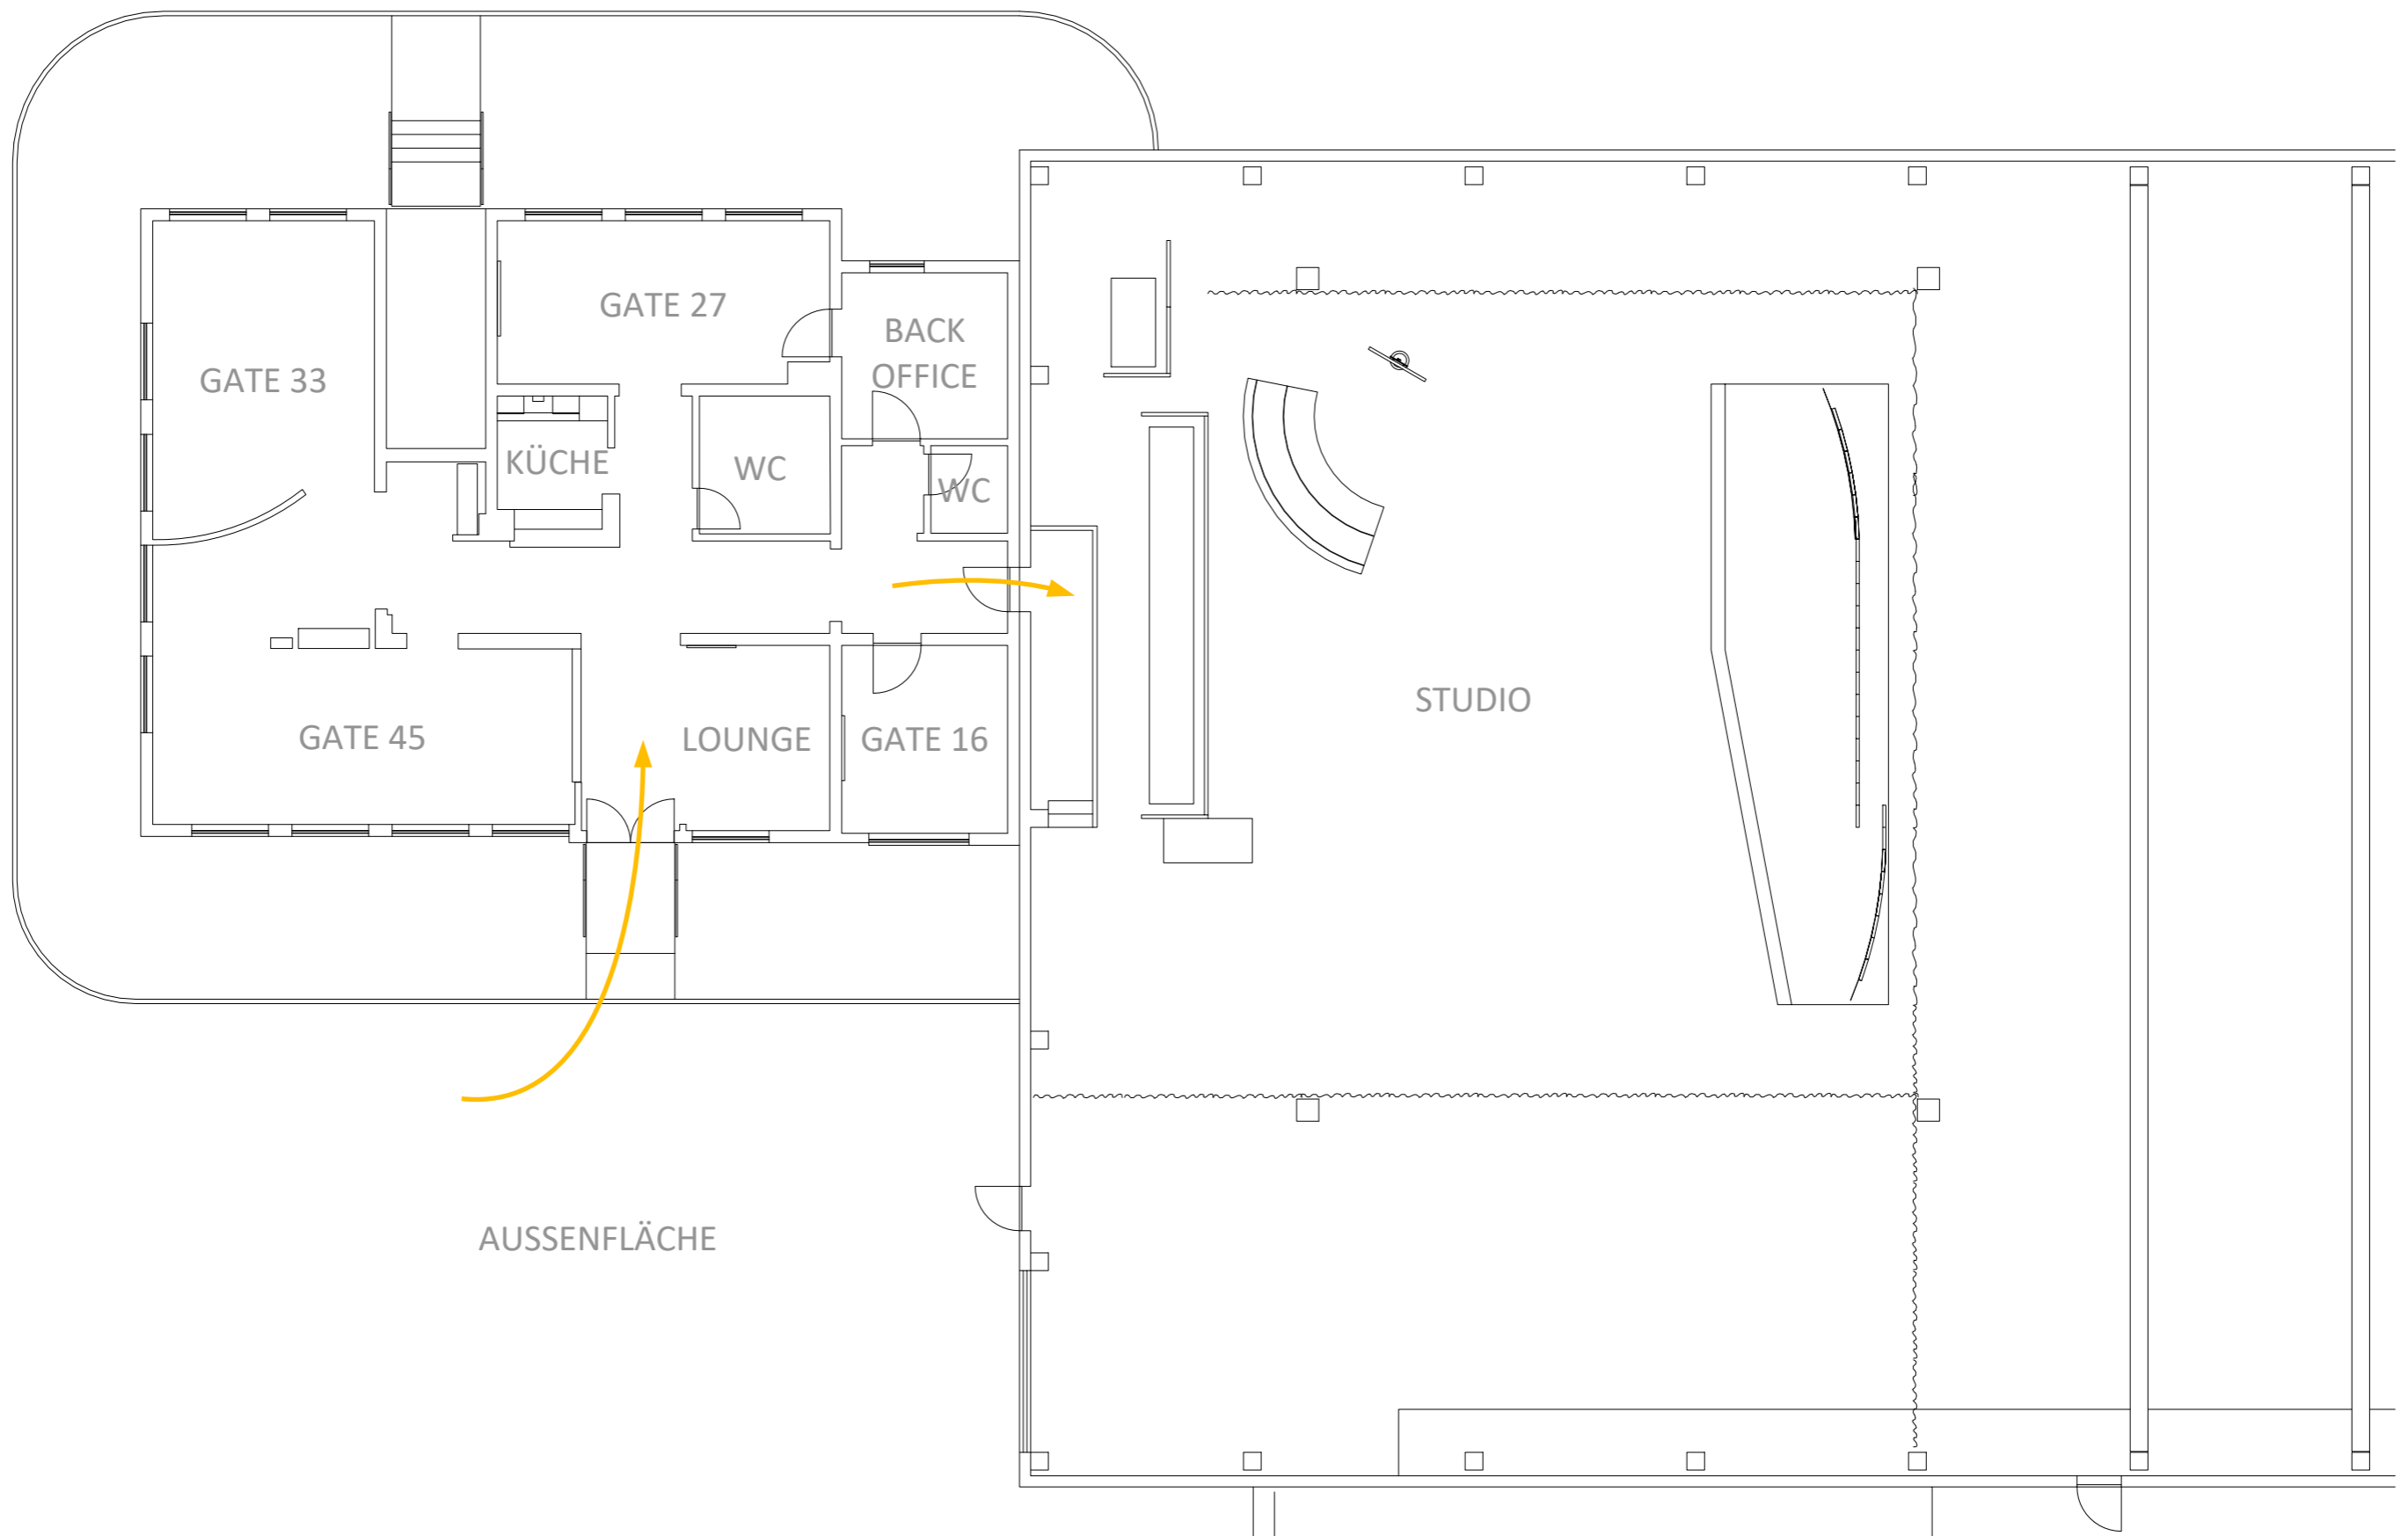 GATE 27
BACK
OFFICE
GATE 33
KÜCHE
WC
WC
STUDIO
GATE 45
LOUNGE
GATE 16
AUSSENFLÄCHE